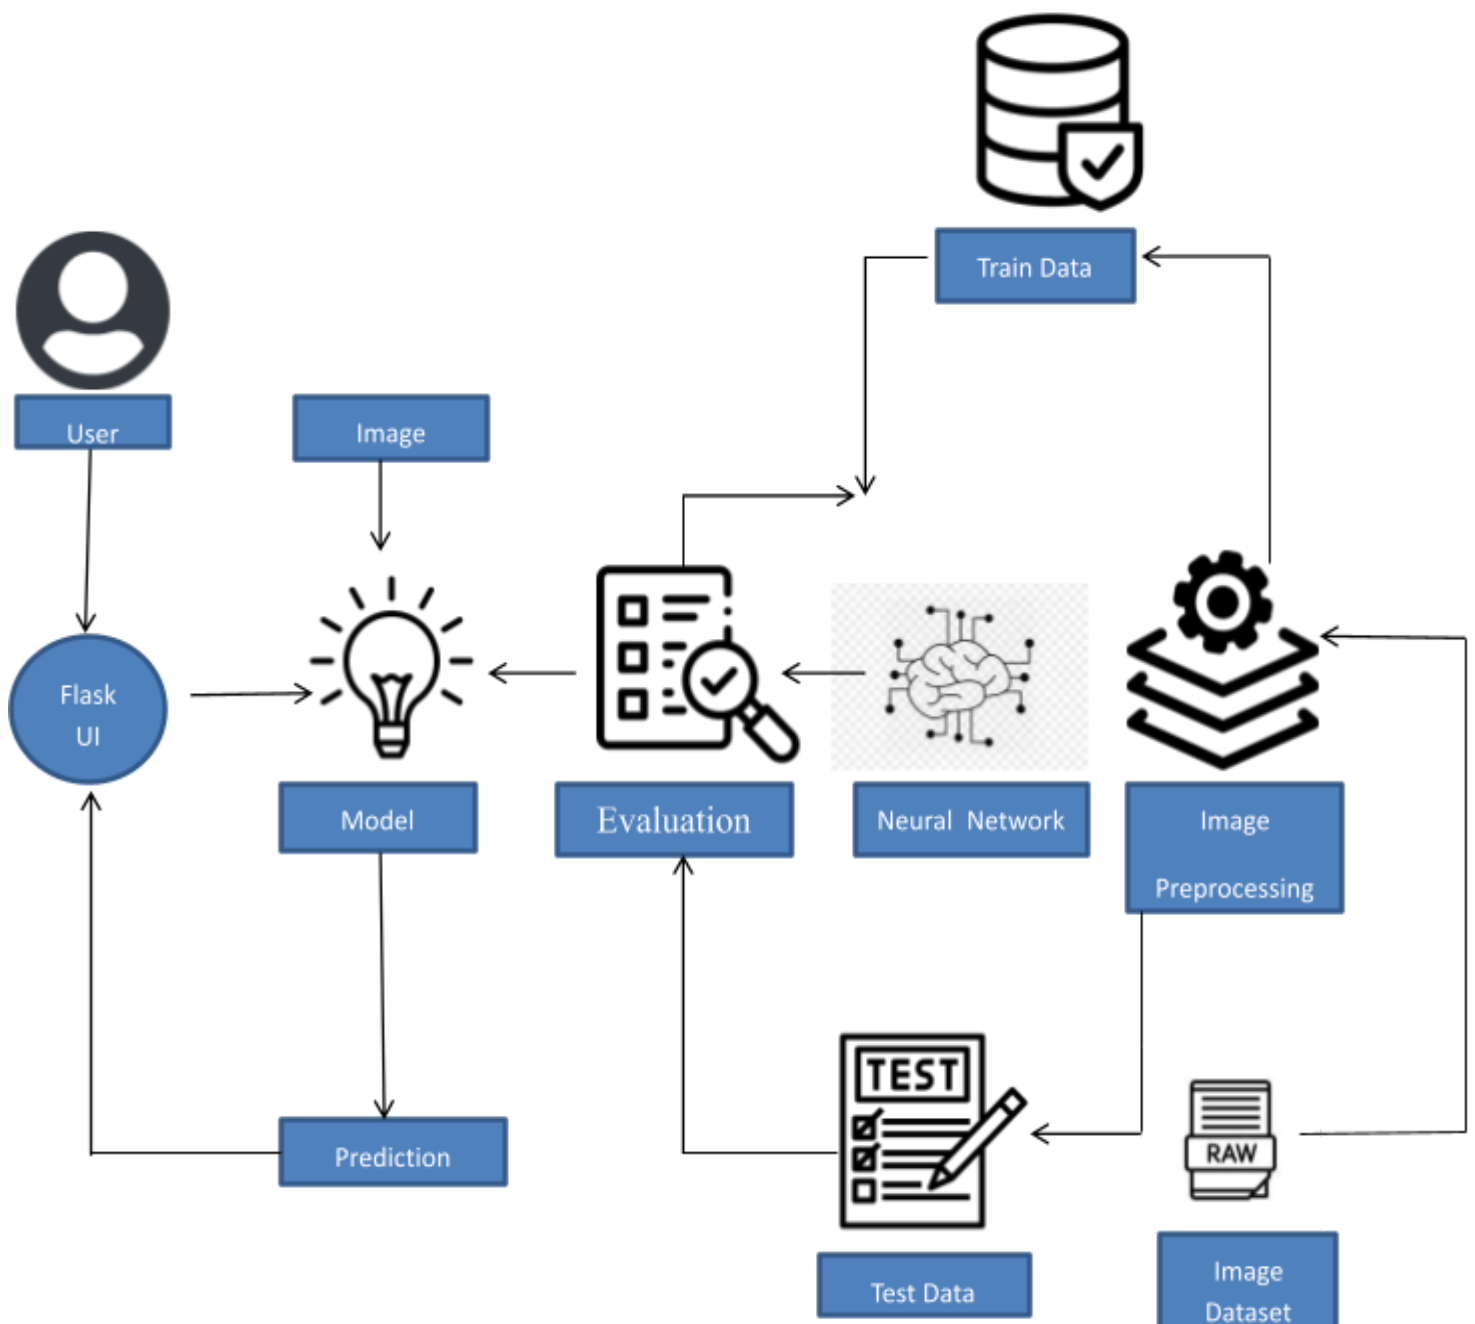 Train Data
User
Image
Flask
UI
Model
Evaluation
Neural Network
Image
Preprocessing
Prediction
TEST
RAW
Test Data
Image
Dataset